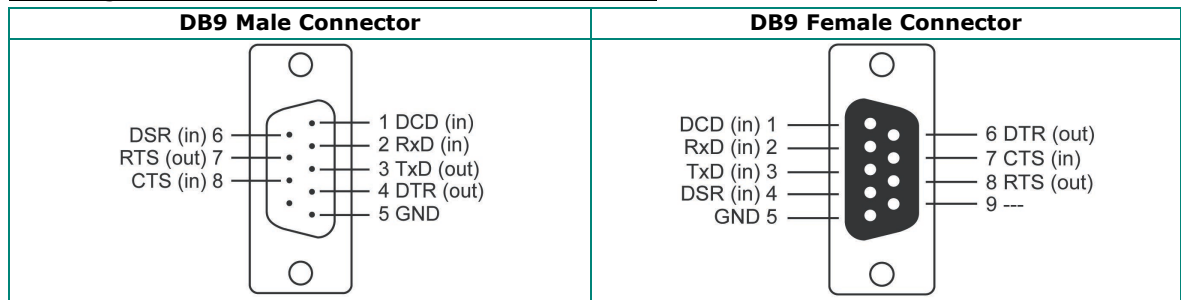 DB9 Male Connector
DSR (in) 6
RTS (out) 7
CTS (in) 8
1 DCD (in)
2 RxD (in)
3 TxD (out)
4 DTR (out)
5 GND
DB9 Female Connector
DCD (in) 1
RxD (in) 2
TxD (in) 3
DSR (in) 4
GND 5
6 DTR (out)
7 CTS (in)
8 RTS (out)
9 ---